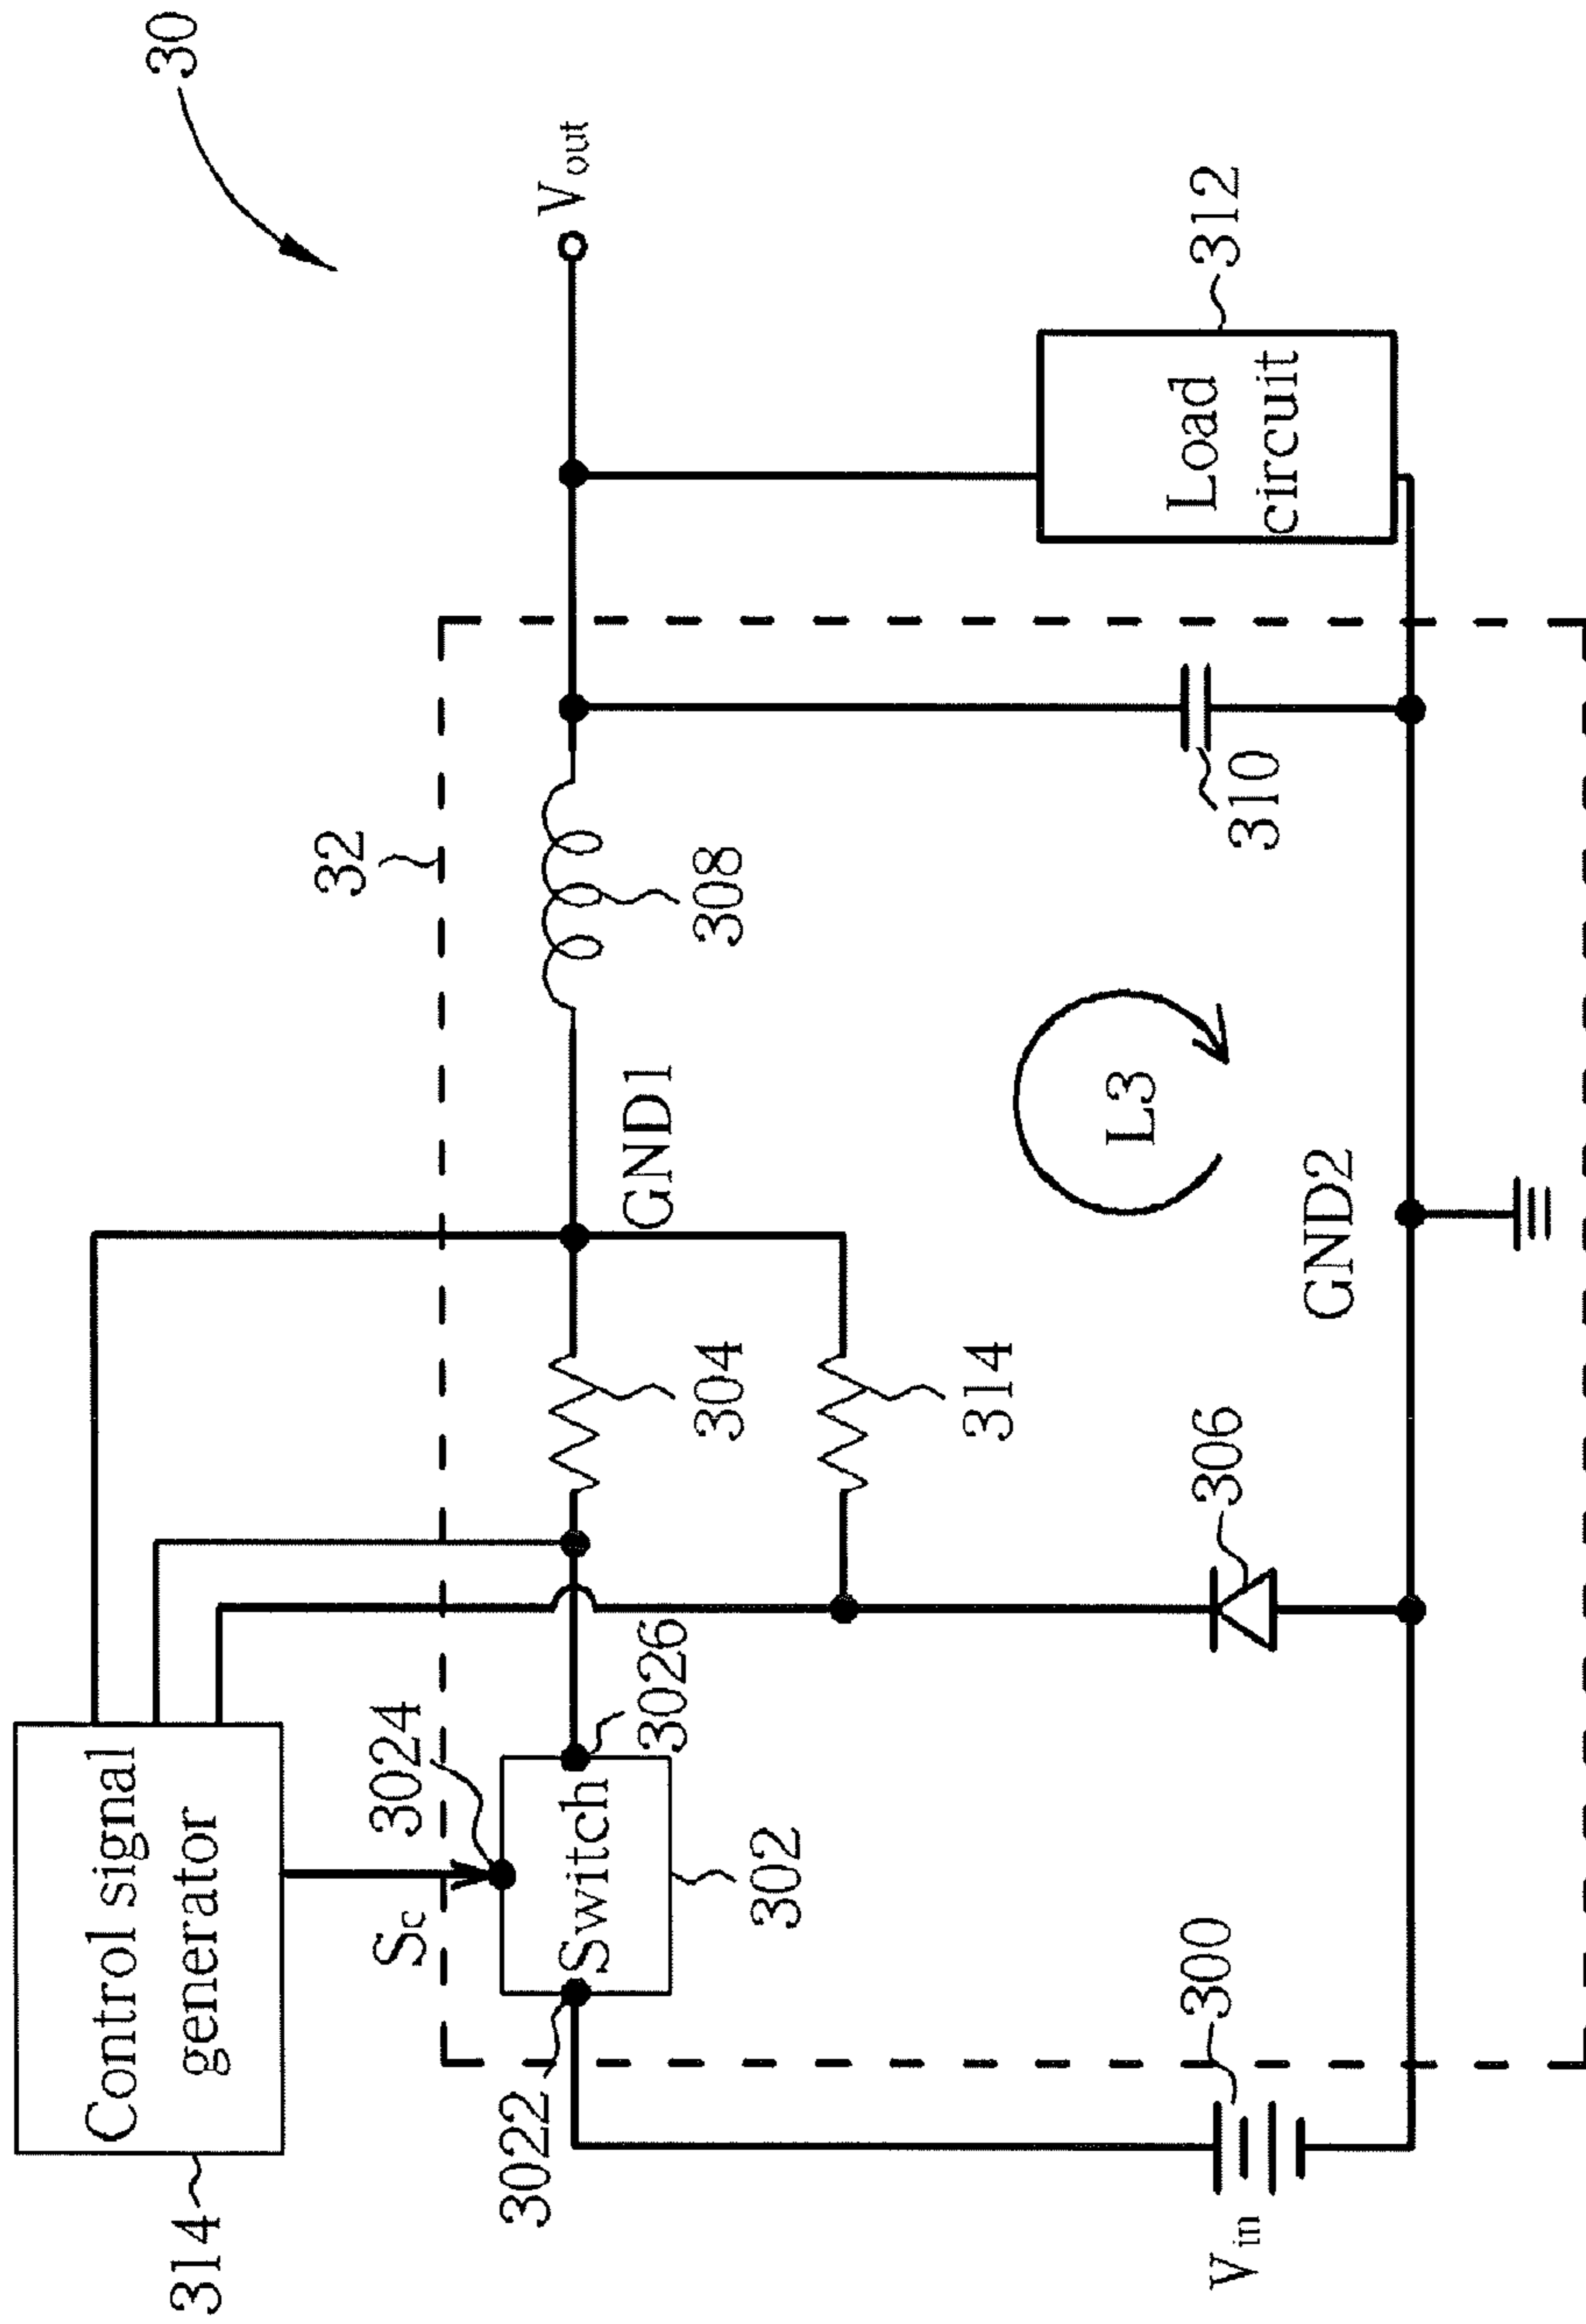 30
Control signal
generator
314
Sc
3024
32
Vout
3022
Switch
3026
302
304
GND1
308
314
L3
Vin
300
306
GND2
310
Load
circuit
312